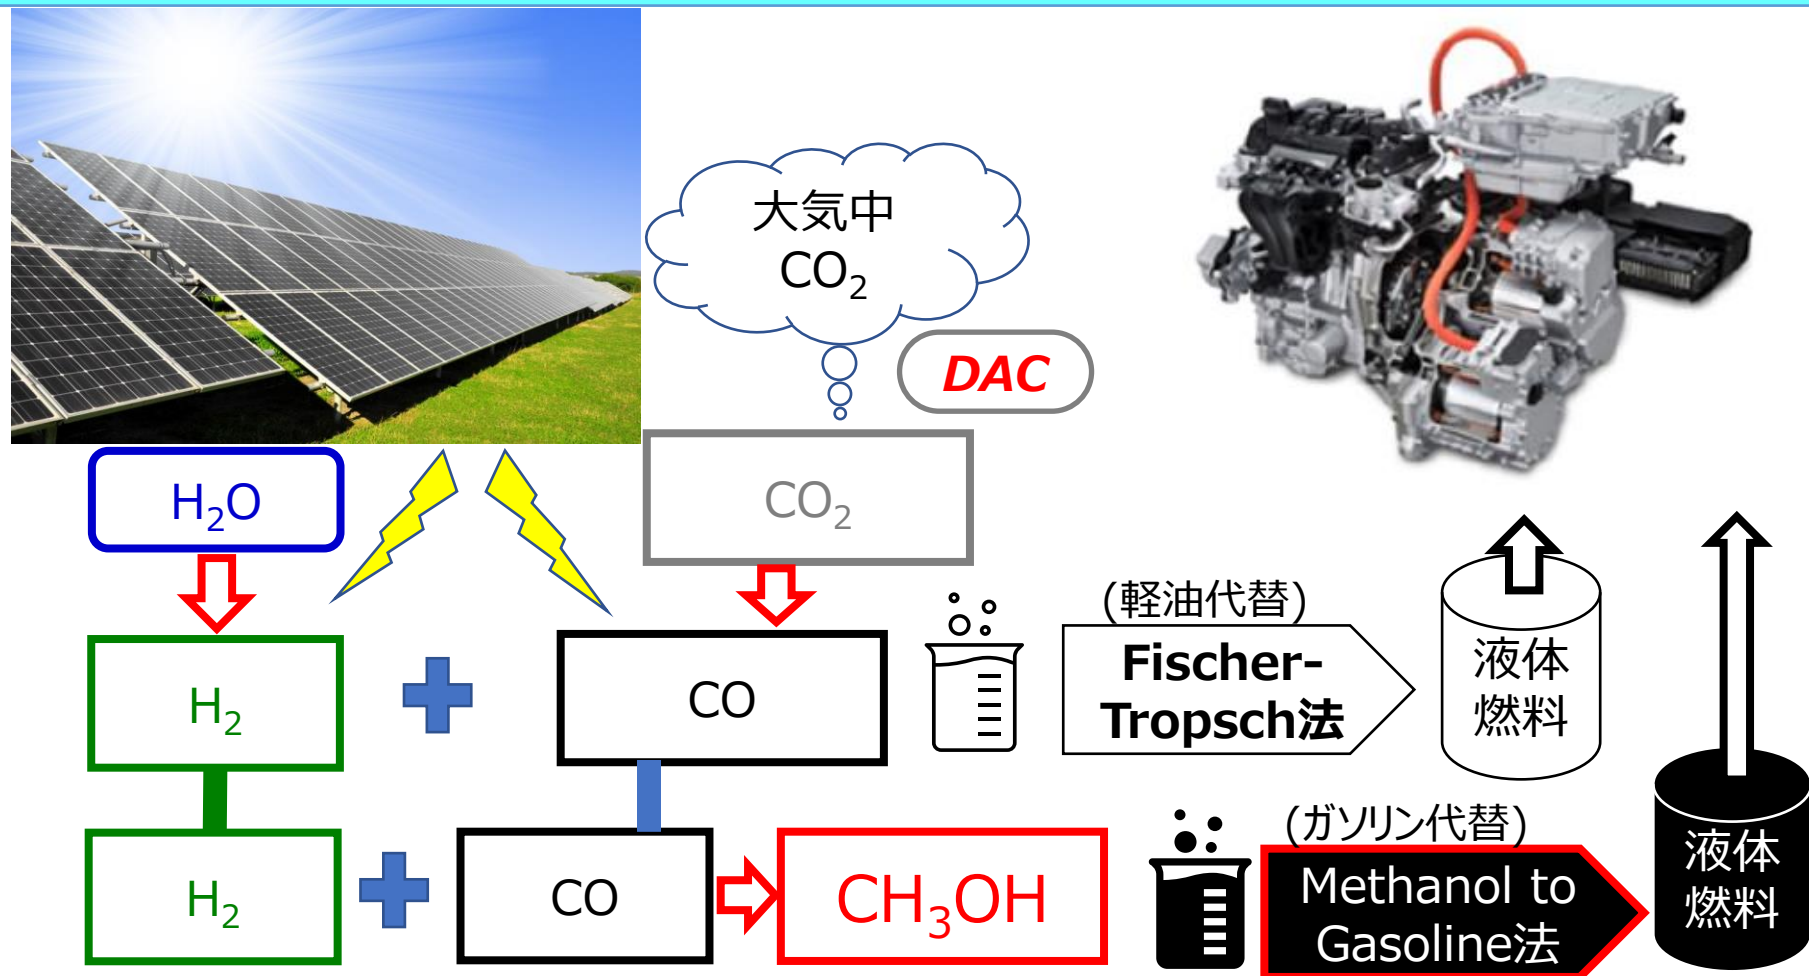 大気中
CO₂
DAC
H₂O
CO₂
(軽油代替)
H₂
CO
Fischer-
Tropsch法
液体
燃料
(ガソリン代替)
H₂
CO
CH₃OH
Methanol to
Gasoline法
液体
燃料